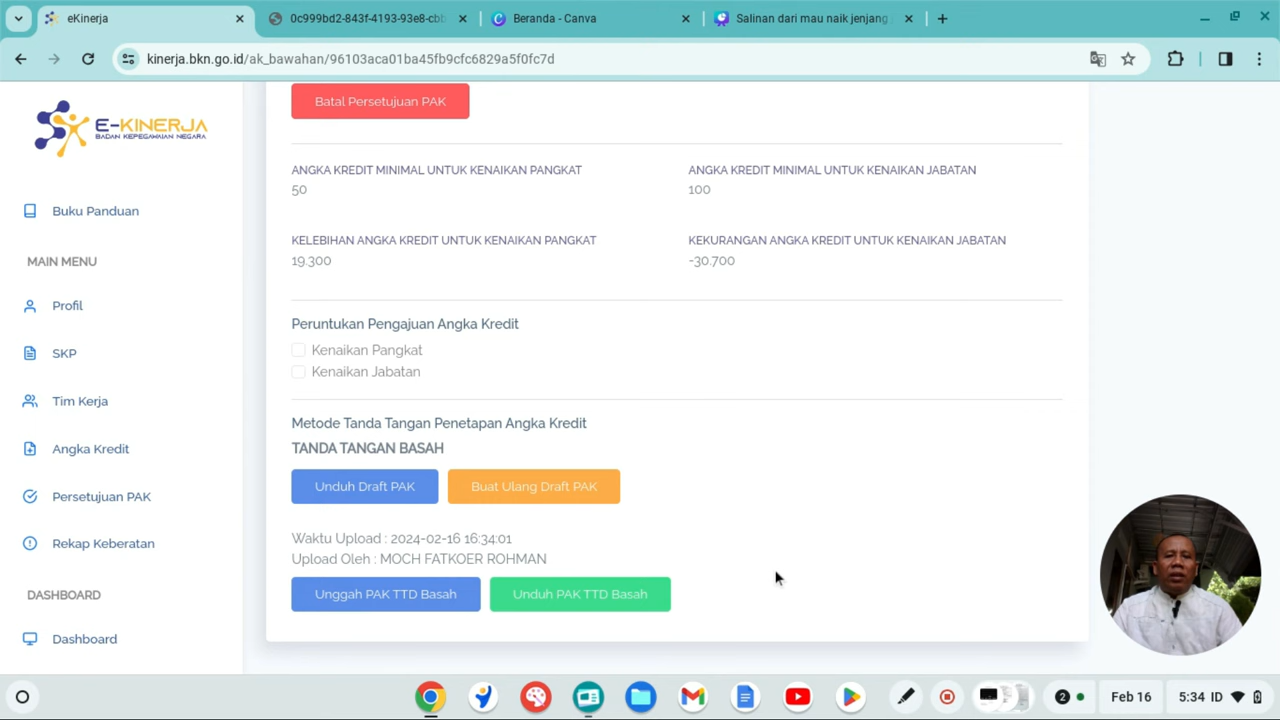 eKinerja
0c999bd2-843f-4193-93e8-cbb
Beranda - Canva
Salinan dari mau naik jenjang
kinerja.bkn.go.id/ak_bawahan/96103aca01ba45fb9cfc6829a5f0fc7d
E-KINERJA
BADAN KEPEGAWAIAN NEGARA
Buku Panduan
MAIN MENU
Profil
SKP
Tim Kerja
Angka Kredit
Persetujuan PAK
Rekap Keberatan
DASHBOARD
Dashboard
Batal Persetujuan PAK
ANGKA KREDIT MINIMAL UNTUK KENAIKAN PANGKAT
50
ANGKA KREDIT MINIMAL UNTUK KENAIKAN JABATAN
100
KELEBIHAN ANGKA KREDIT UNTUK KENAIKAN PANGKAT
19.300
KEKURANGAN ANGKA KREDIT UNTUK KENAIKAN JABATAN
-30.700
Peruntukan Pengajuan Angka Kredit
Kenaikan Pangkat
Kenaikan Jabatan
Metode Tanda Tangan Penetapan Angka Kredit
TANDA TANGAN BASAH
Unduh Draft PAK
Buat Ulang Draft PAK
Waktu Upload : 2024-02-16 16:34:01
Upload Oleh : MOCH FATKOER ROHMAN
Unggah PAK TTD Basah
Unduh PAK TTD Basah
2
Feb 16
5:34 ID